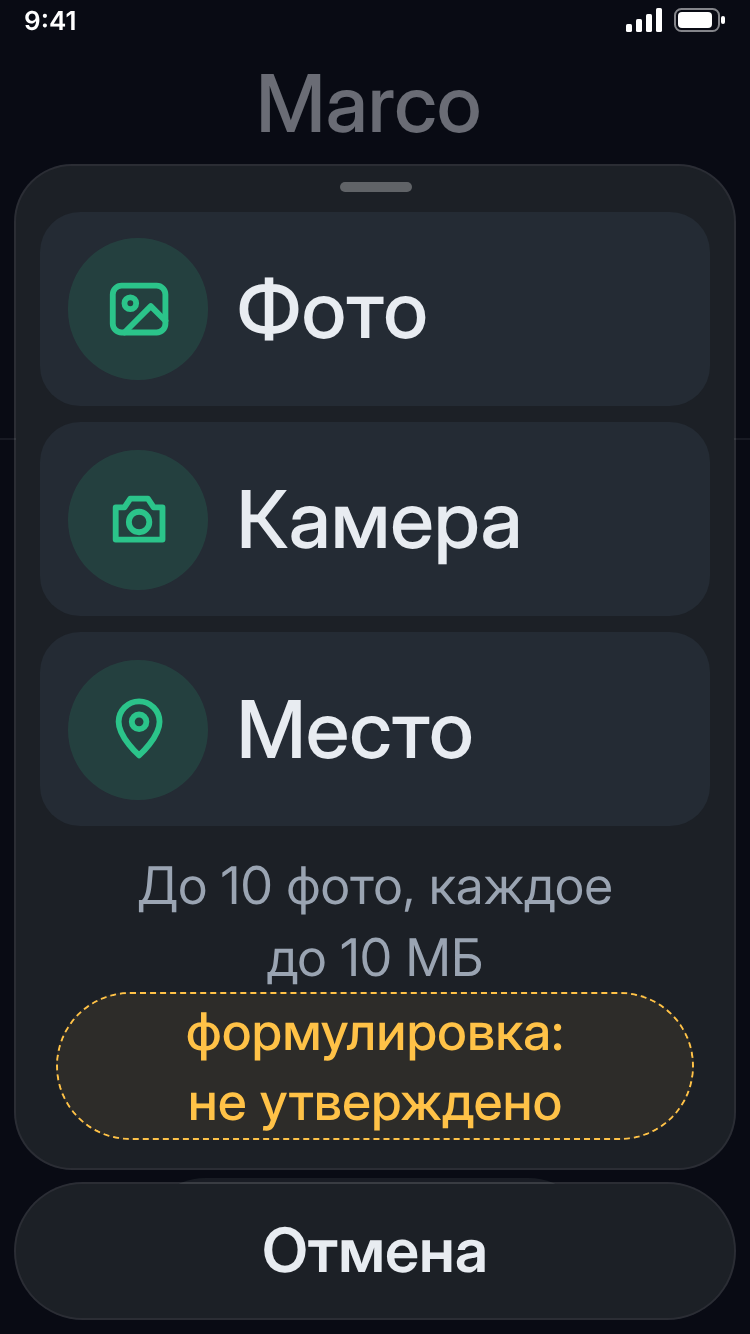 9:41
Marco
Фото
Камера
Место
До 10 фото, каждое
до 10 МБ
формулировка:
не утверждено
Отмена